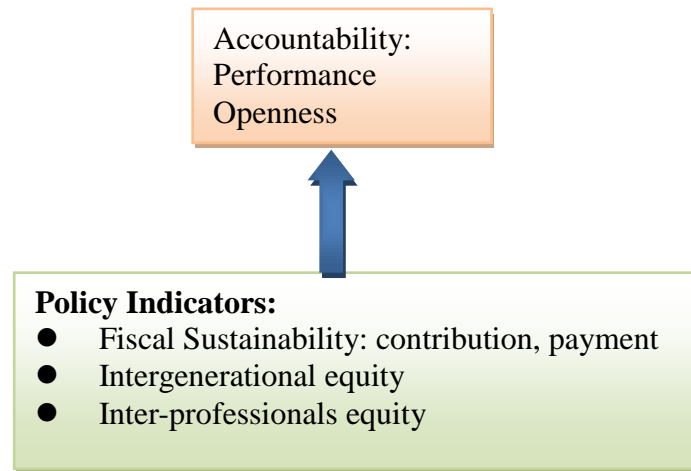 Accountability:
Performance
Openness
Policy Indicators:
● Fiscal Sustainability: contribution, payment
● Intergenerational equity
● Inter-professionals equity